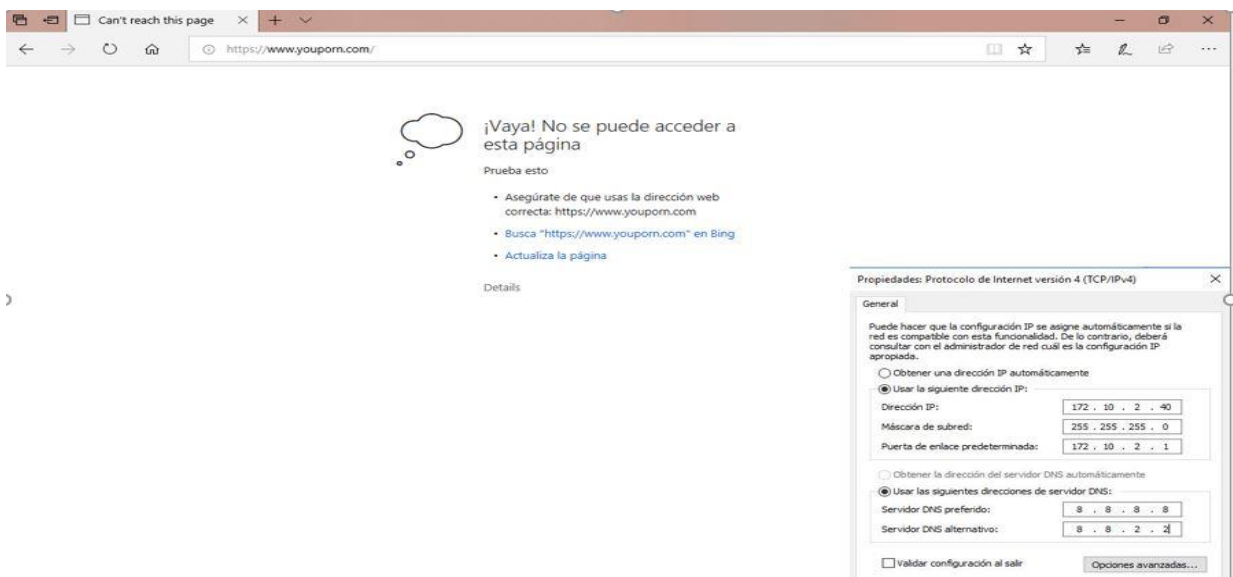 Can't reach this page
https://www.youporn.com/
¡Vaya! No se puede acceder a
esta página
Prueba esto
• Asegúrate de que usas la dirección web
correcta: https://www.youporn.com
• Busca "https://www.youporn.com" en Bing
• Actualiza la página
Details
Propiedades: Protocolo de Internet versión 4 (TCP/IPv4)
General
Puede hacer que la configuración IP se asigne automáticamente si la
red es compatible con esta funcionalidad. De lo contrario, deberá
consultar con el administrador de red cuál es la configuración IP
apropiada.
Obtener una dirección IP automáticamente
Usar la siguiente dirección IP:
Dirección IP: 172 . 10 . 2 . 40
Máscara de subred: 255 . 255 . 255 . 0
Puerta de enlace predeterminada: 172 . 10 . 2 . 1
Obtener la dirección del servidor DNS automáticamente
Usar las siguientes direcciones de servidor DNS:
Servidor DNS preferido: 8 . 8 . 8 . 8
Servidor DNS alternativo: 8 . 8 . 2 . 2
Validar configuración al salir
Opciones avanzadas...